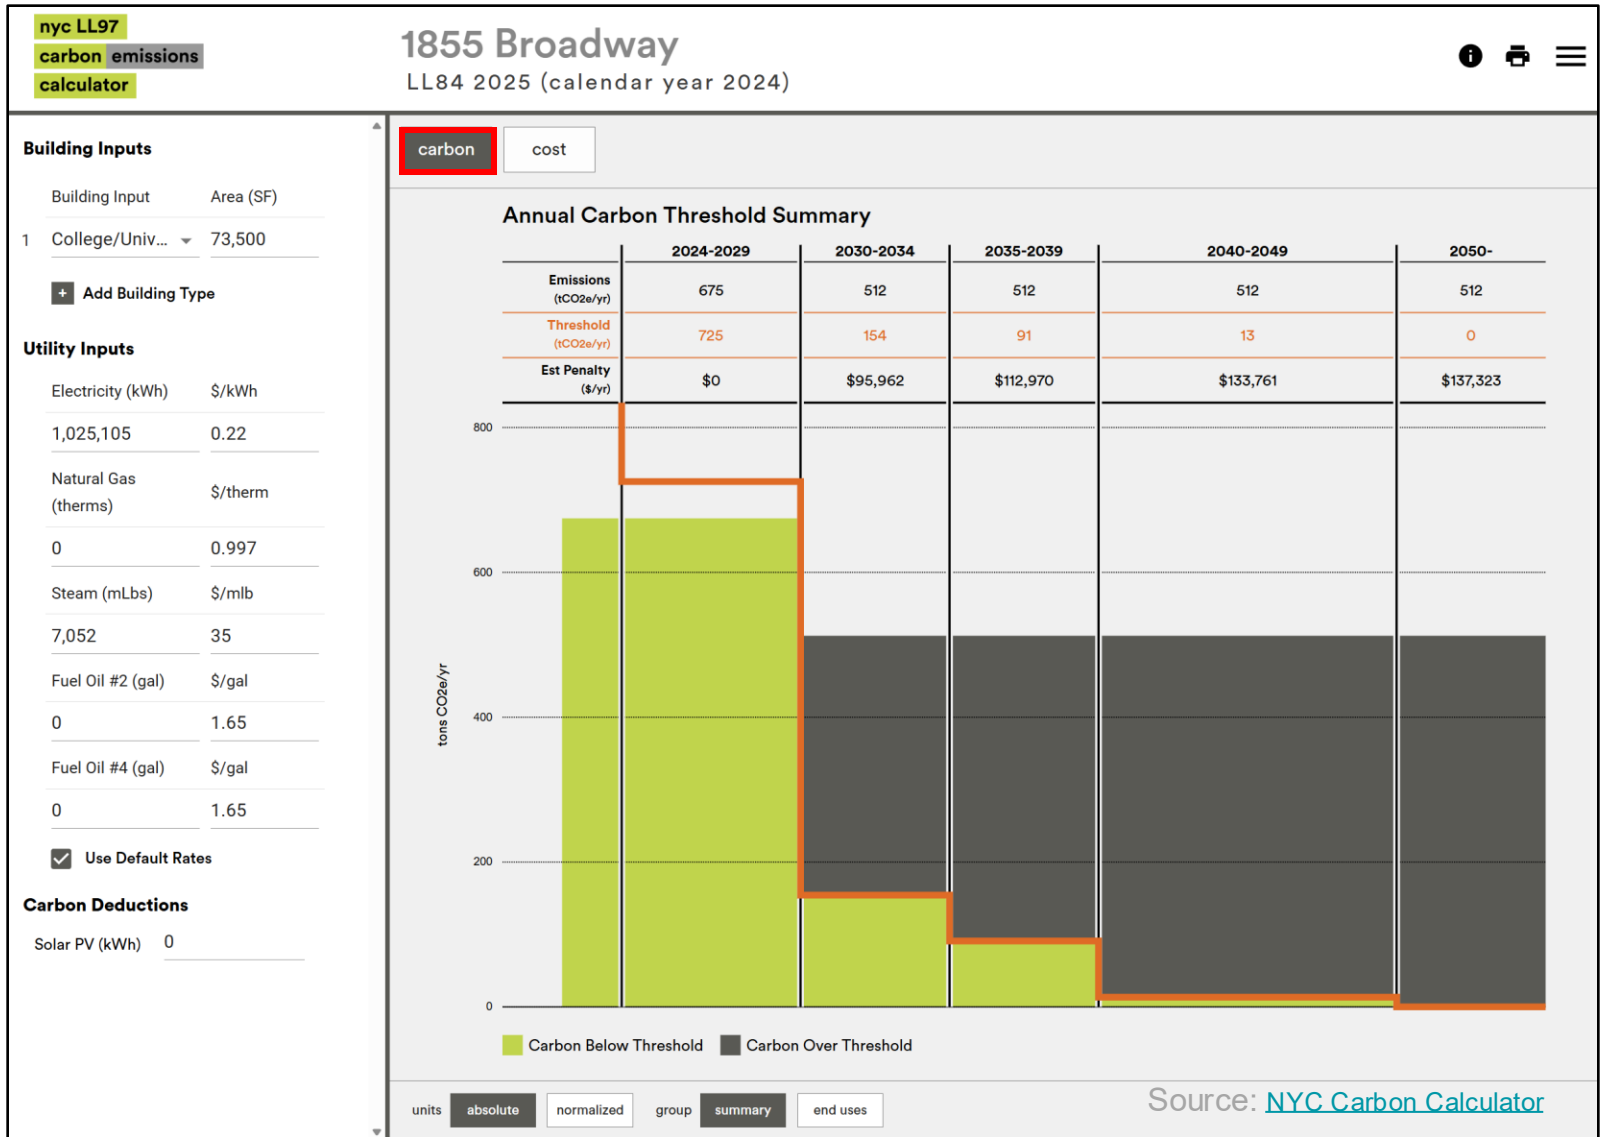 nyc LL97
carbon emissions
calculator
1855 Broadway
LL84 2025 (calendar year 2024)
Building Inputs
Building Input Area (SF)
1 College/Univ... 73,500
+ Add Building Type
Utility Inputs
Electricity (kWh) $/kWh
1,025,105 0.22
Natural Gas
(therms) $/therm
0 0.997
Steam (mLbs) $/mlb
7,052 35
Fuel Oil #2 (gal) $/gal
0 1.65
Fuel Oil #4 (gal) $/gal
0 1.65
Use Default Rates
Carbon Deductions
Solar PV (kWh) 0
carbon cost
Annual Carbon Threshold Summary
2024-2029 2030-2034 2035-2039 2040-2049 2050-
Emissions
(tCO2e/yr) 675 512 512 512 512
Threshold
(tCO2e/yr) 725 154 91 13 0
Est Penalty
($/yr) $0 $95,962 $112,970 $133,761 $137,323
800
600
400
200
0
tons CO2e/yr
Carbon Below Threshold Carbon Over Threshold
units absolute normalized group summary end uses
Source: NYC Carbon Calculator